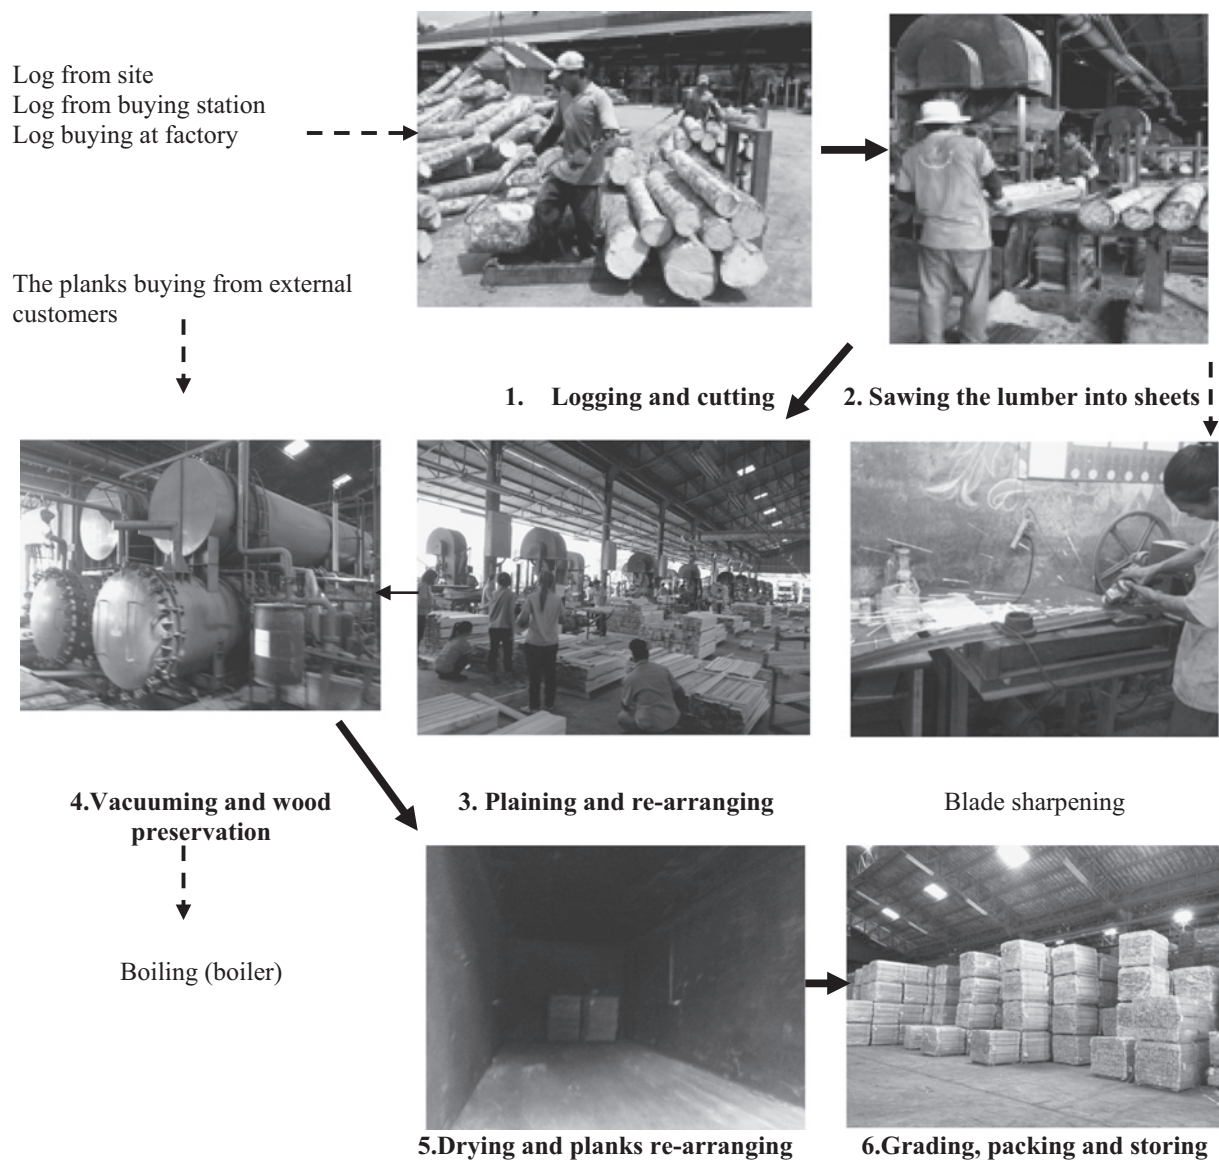 Log from site
Log from buying station
Log buying at factory
The planks buying from external
customers
1. Logging and cutting
2. Sawing the lumber into sheets
4.Vacuuming and wood
preservation
3. Plaining and re-arranging
Blade sharpening
Boiling (boiler)
5.Drying and planks re-arranging
6.Grading, packing and storing